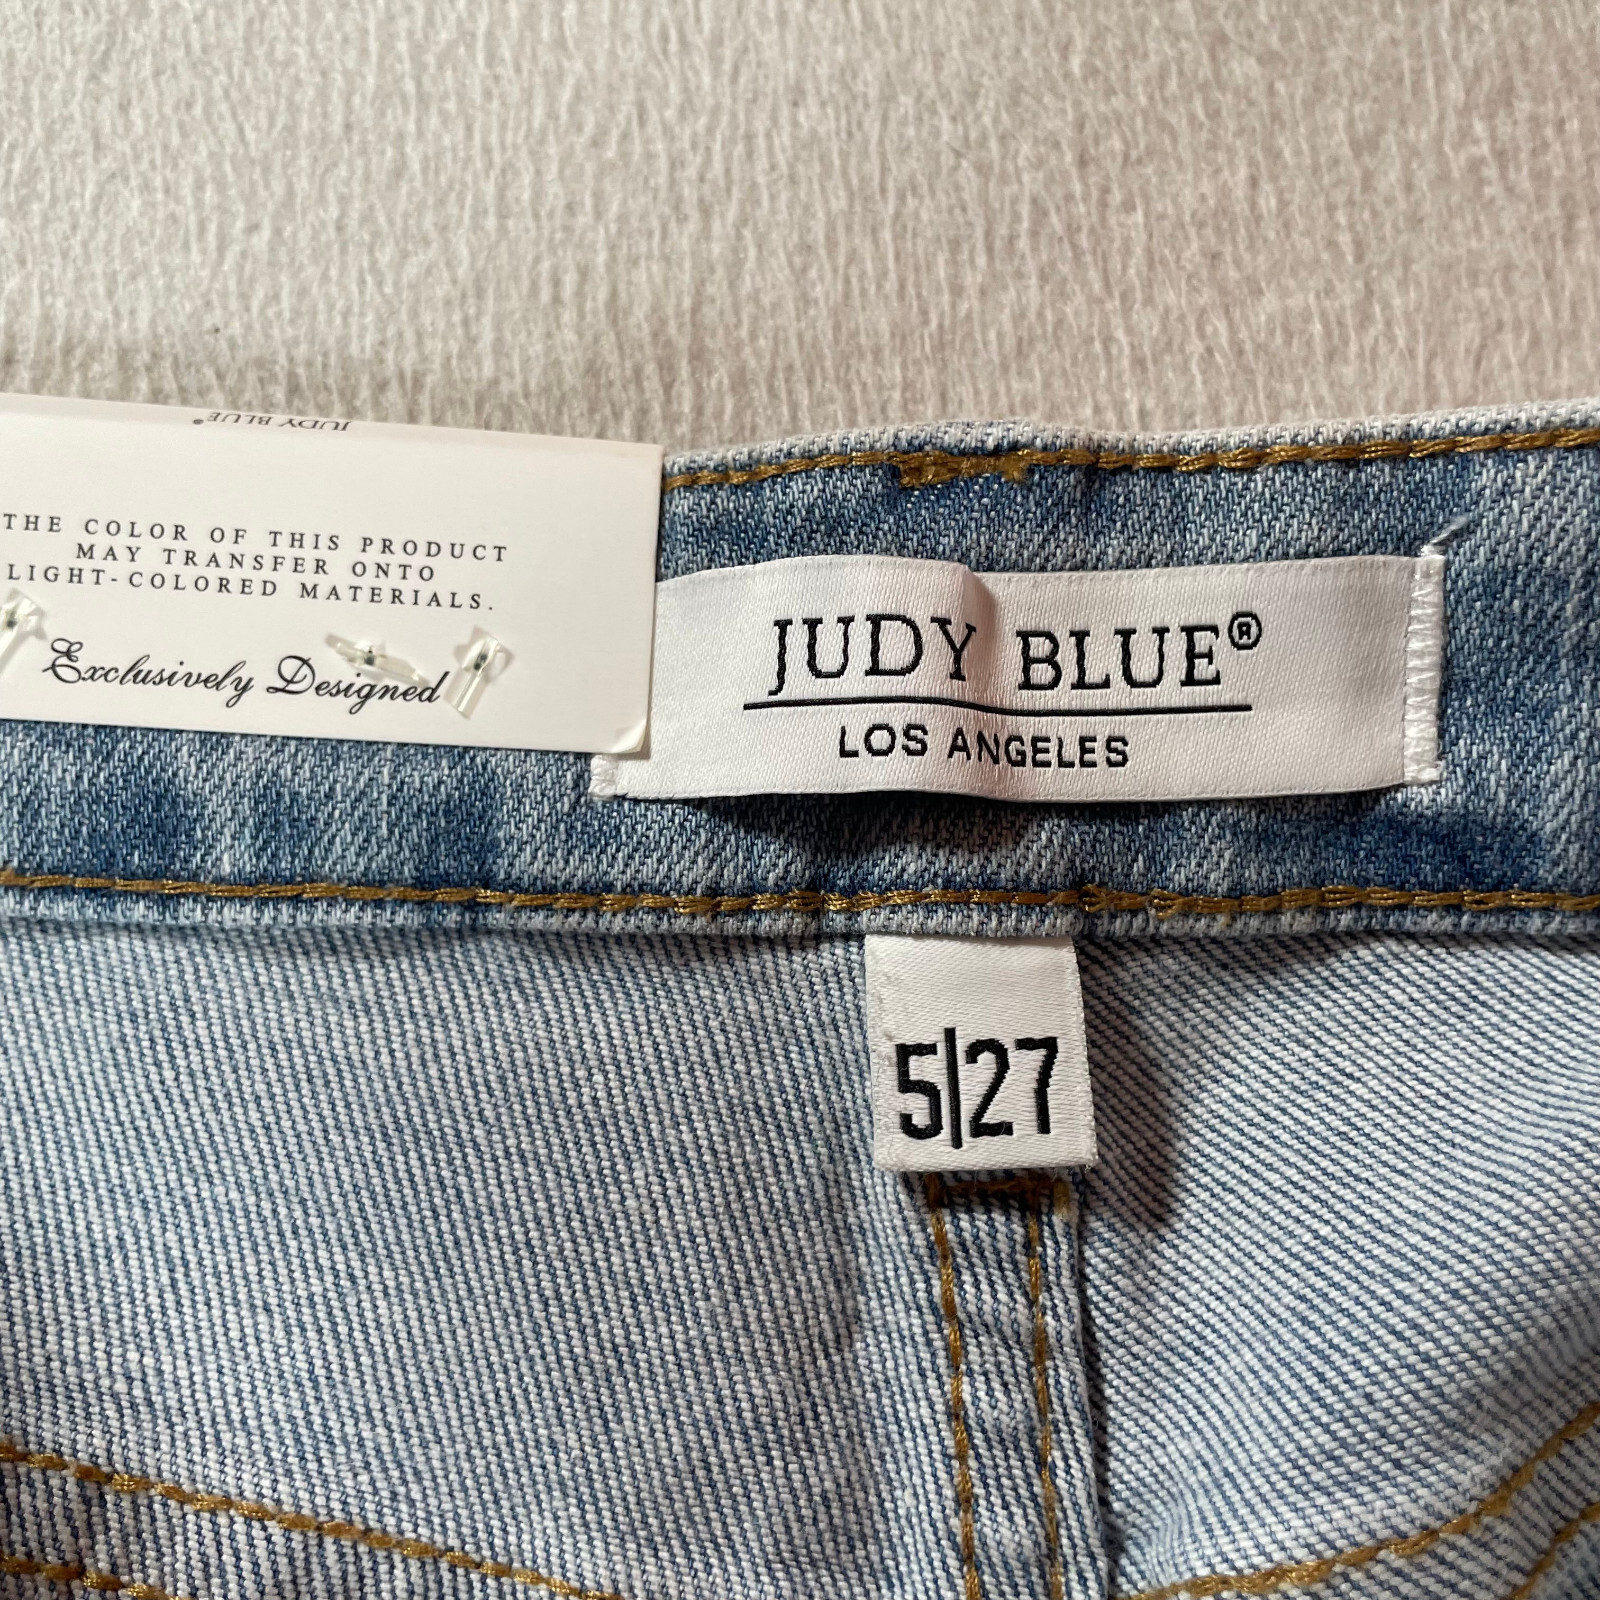 JUDY BLUE®
THE COLOR OF THIS PRODUCT
MAY TRANSFER ONTO
LIGHT-COLORED MATERIALS.
Exclusively Designed
JUDY BLUE®
LOS ANGELES
5|27